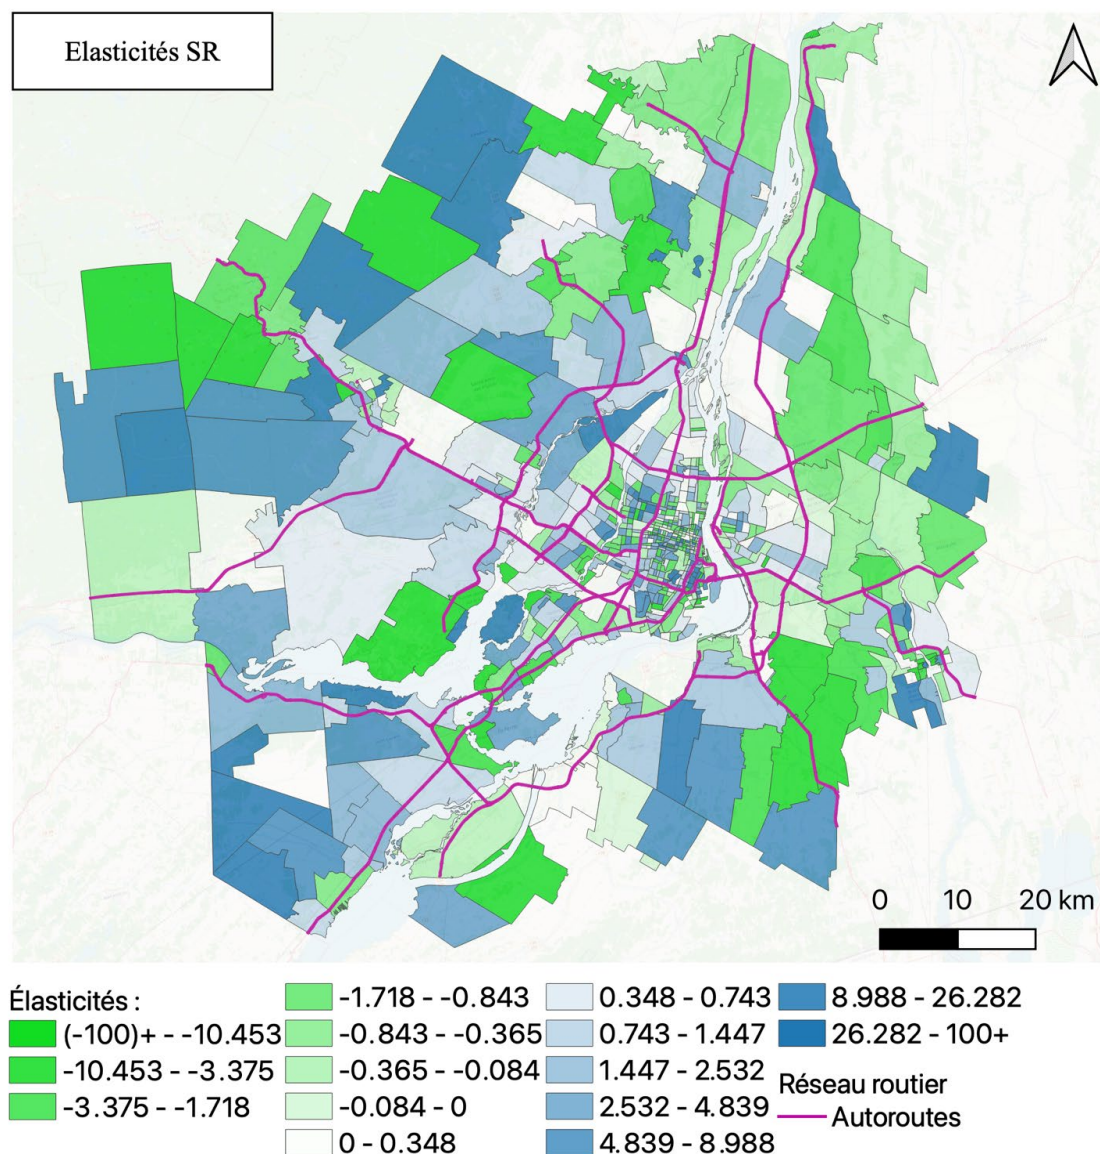 Elasticités SR
0 10 20 km
Élasticités :
(-100)+ - -10.453
-10.453 - -3.375
-3.375 - -1.718
-1.718 - -0.843
-0.843 - -0.365
-0.365 - -0.084
-0.084 - 0
0 - 0.348
0.348 - 0.743
0.743 - 1.447
1.447 - 2.532
2.532 - 4.839
4.839 - 8.988
8.988 - 26.282
26.282 - 100+
Réseau routier
Autoroutes